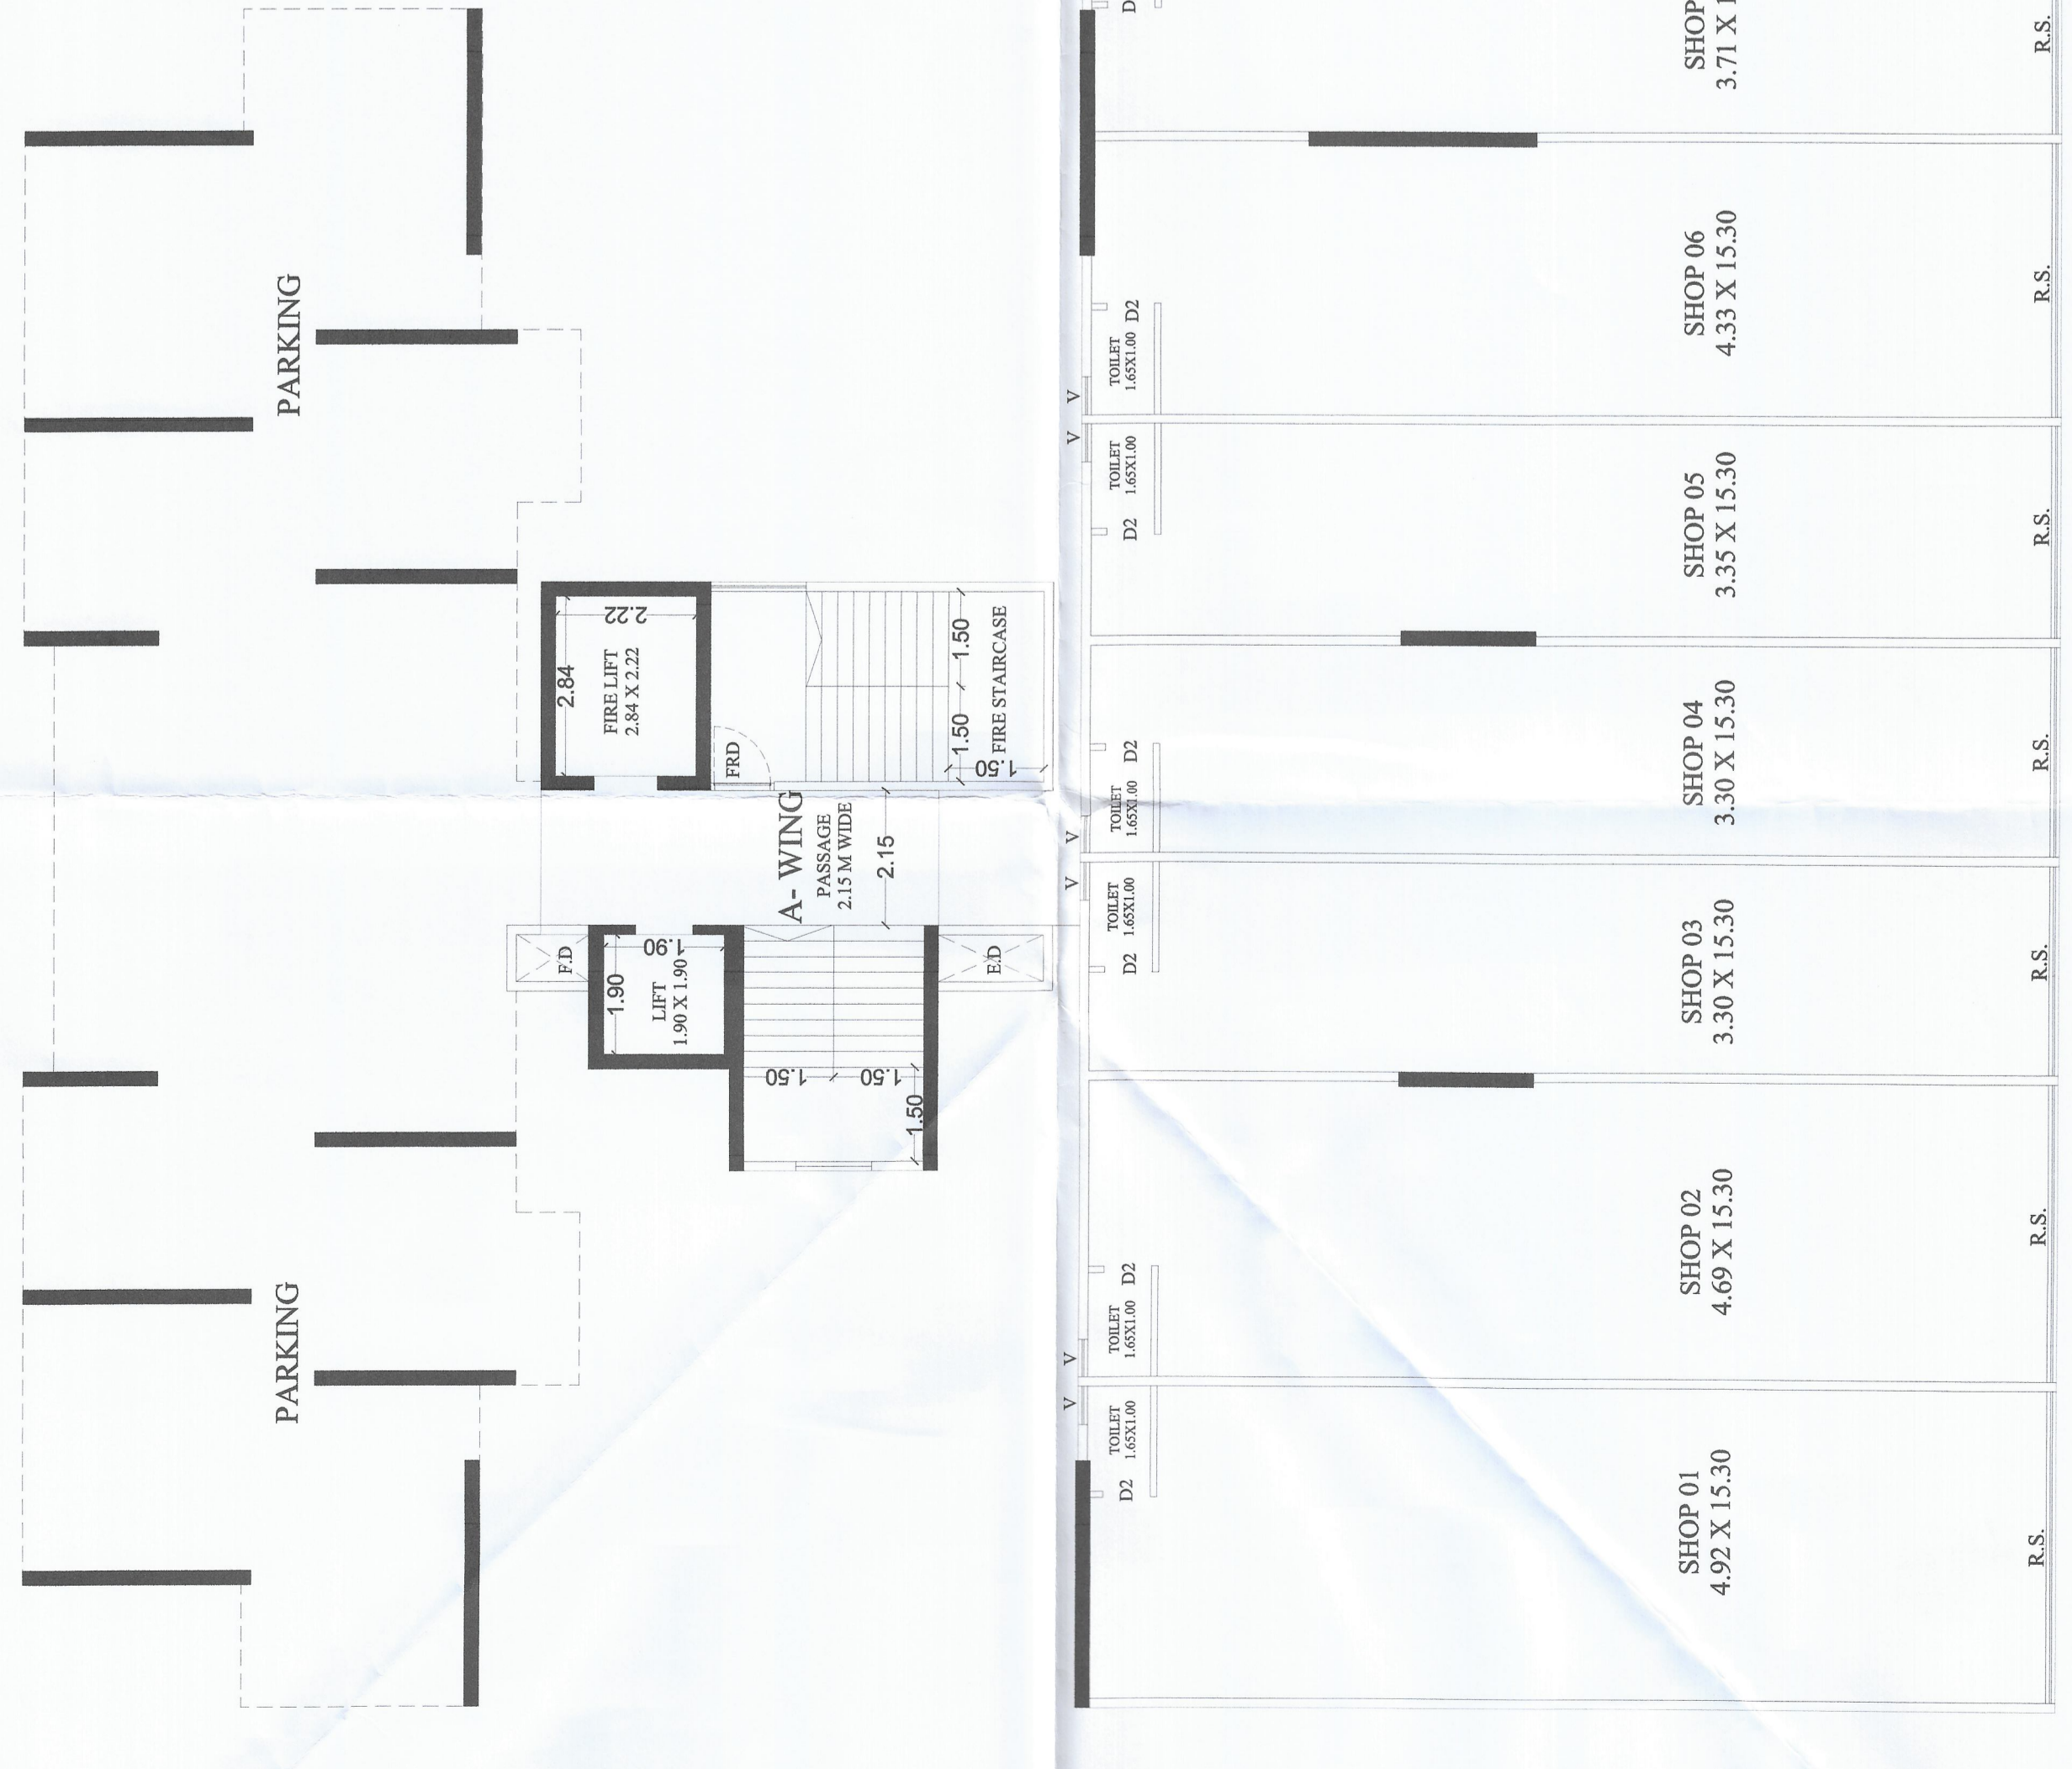 PARKING
PARKING
FIRE LIFT
2.84 X 2.22
2.84
2.22
FRD
FIRE STAIRCASE
1.50
1.50
1.50
A- WING
PASSAGE
2.15 M WIDE
2.15
F.D
LIFT
1.90 X 1.90
1.90
1.90
E.D
1.50
1.50
1.50
SHOP
3.71 X 1
R.S.
D
SHOP 06
4.33 X 15.30
R.S.
TOILET
1.65X1.00
D2
V
SHOP 05
3.35 X 15.30
R.S.
TOILET
1.65X1.00
D2
V
SHOP 04
3.30 X 15.30
R.S.
TOILET
1.65X1.00
D2
V
SHOP 03
3.30 X 15.30
R.S.
TOILET
1.65X1.00
D2
V
SHOP 02
4.69 X 15.30
R.S.
TOILET
1.65X1.00
D2
V
SHOP 01
4.92 X 15.30
R.S.
TOILET
1.65X1.00
D2
V